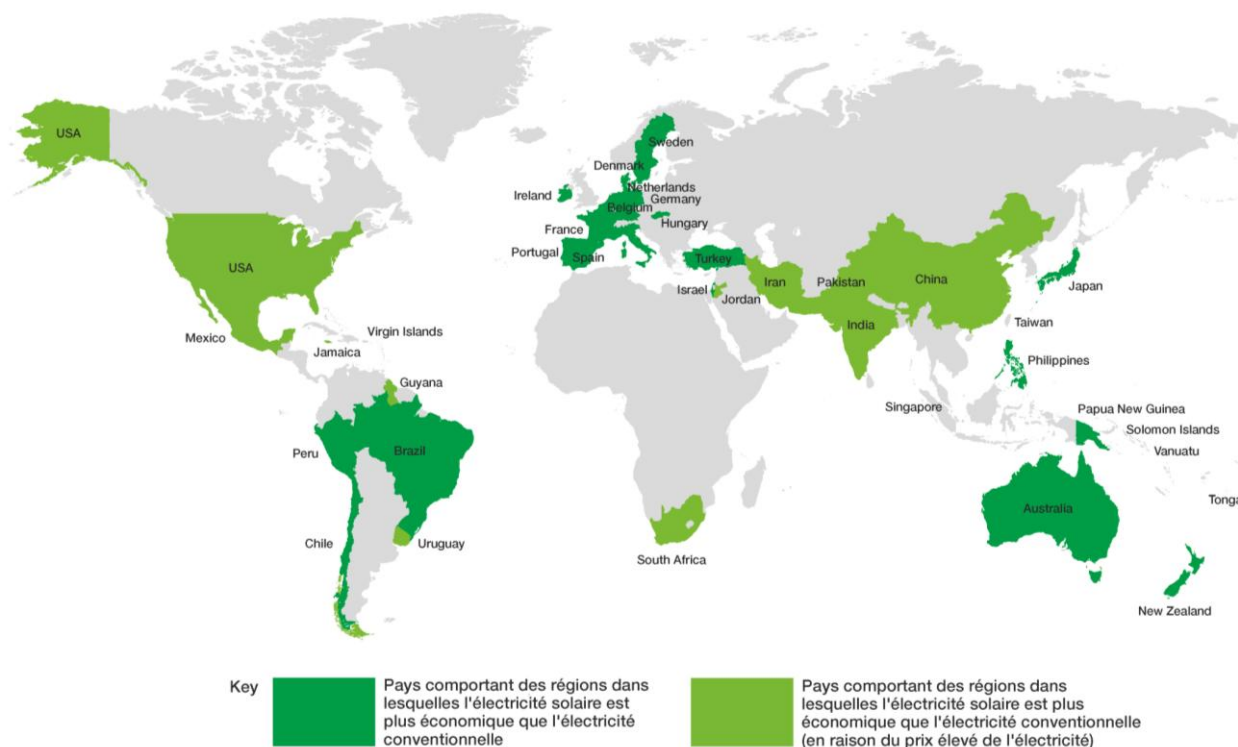 USA
Sweden
Denmark
Netherlands
Ireland
Germany
Belgium
Hungary
France
Portugal
Spain
Turkey
USA
Israel
Jordan
Iran
Pakistan
China
Japan
India
Taiwan
Mexico
Virgin Islands
Jamaica
Philippines
Guyana
Singapore
Papua New Guinea
Solomon Islands
Vanuatu
Peru
Brazil
Tonga
Australia
Chile
Uruguay
South Africa
New Zealand
Key
Pays comportant des régions dans
lesquelles l'électricité solaire est
plus économique que l'électricité
conventionnelle
Pays comportant des régions dans
lesquelles l'électricité solaire est plus
économique que l'électricité conventionnelle
(en raison du prix élevé de l'électricité)